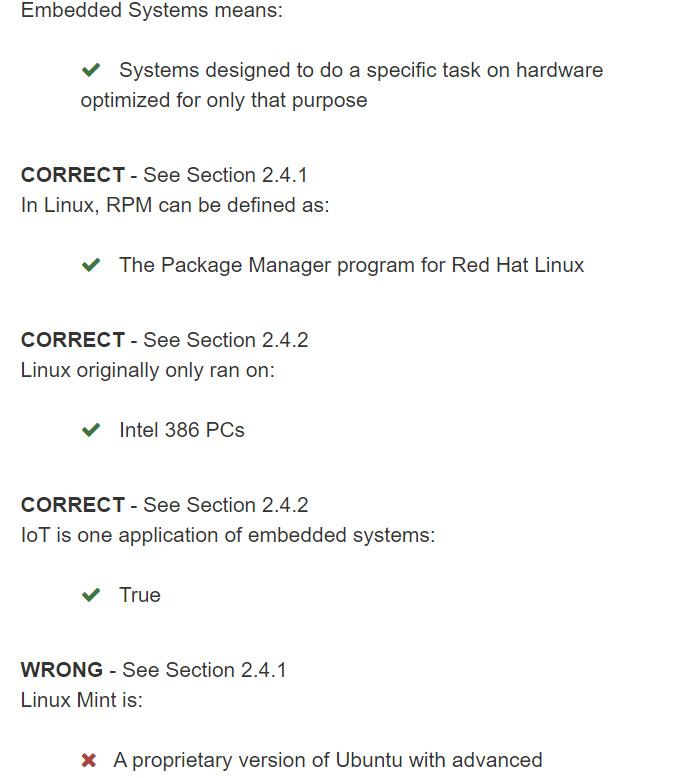 Embedded Systems means:
✔ Systems designed to do a specific task on hardware
optimized for only that purpose
CORRECT - See Section 2.4.1
In Linux, RPM can be defined as:
✔ The Package Manager program for Red Hat Linux
CORRECT - See Section 2.4.2
Linux originally only ran on:
✔ Intel 386 PCs
CORRECT - See Section 2.4.2
IoT is one application of embedded systems:
✔ True
WRONG - See Section 2.4.1
Linux Mint is:
✖ A proprietary version of Ubuntu with advanced